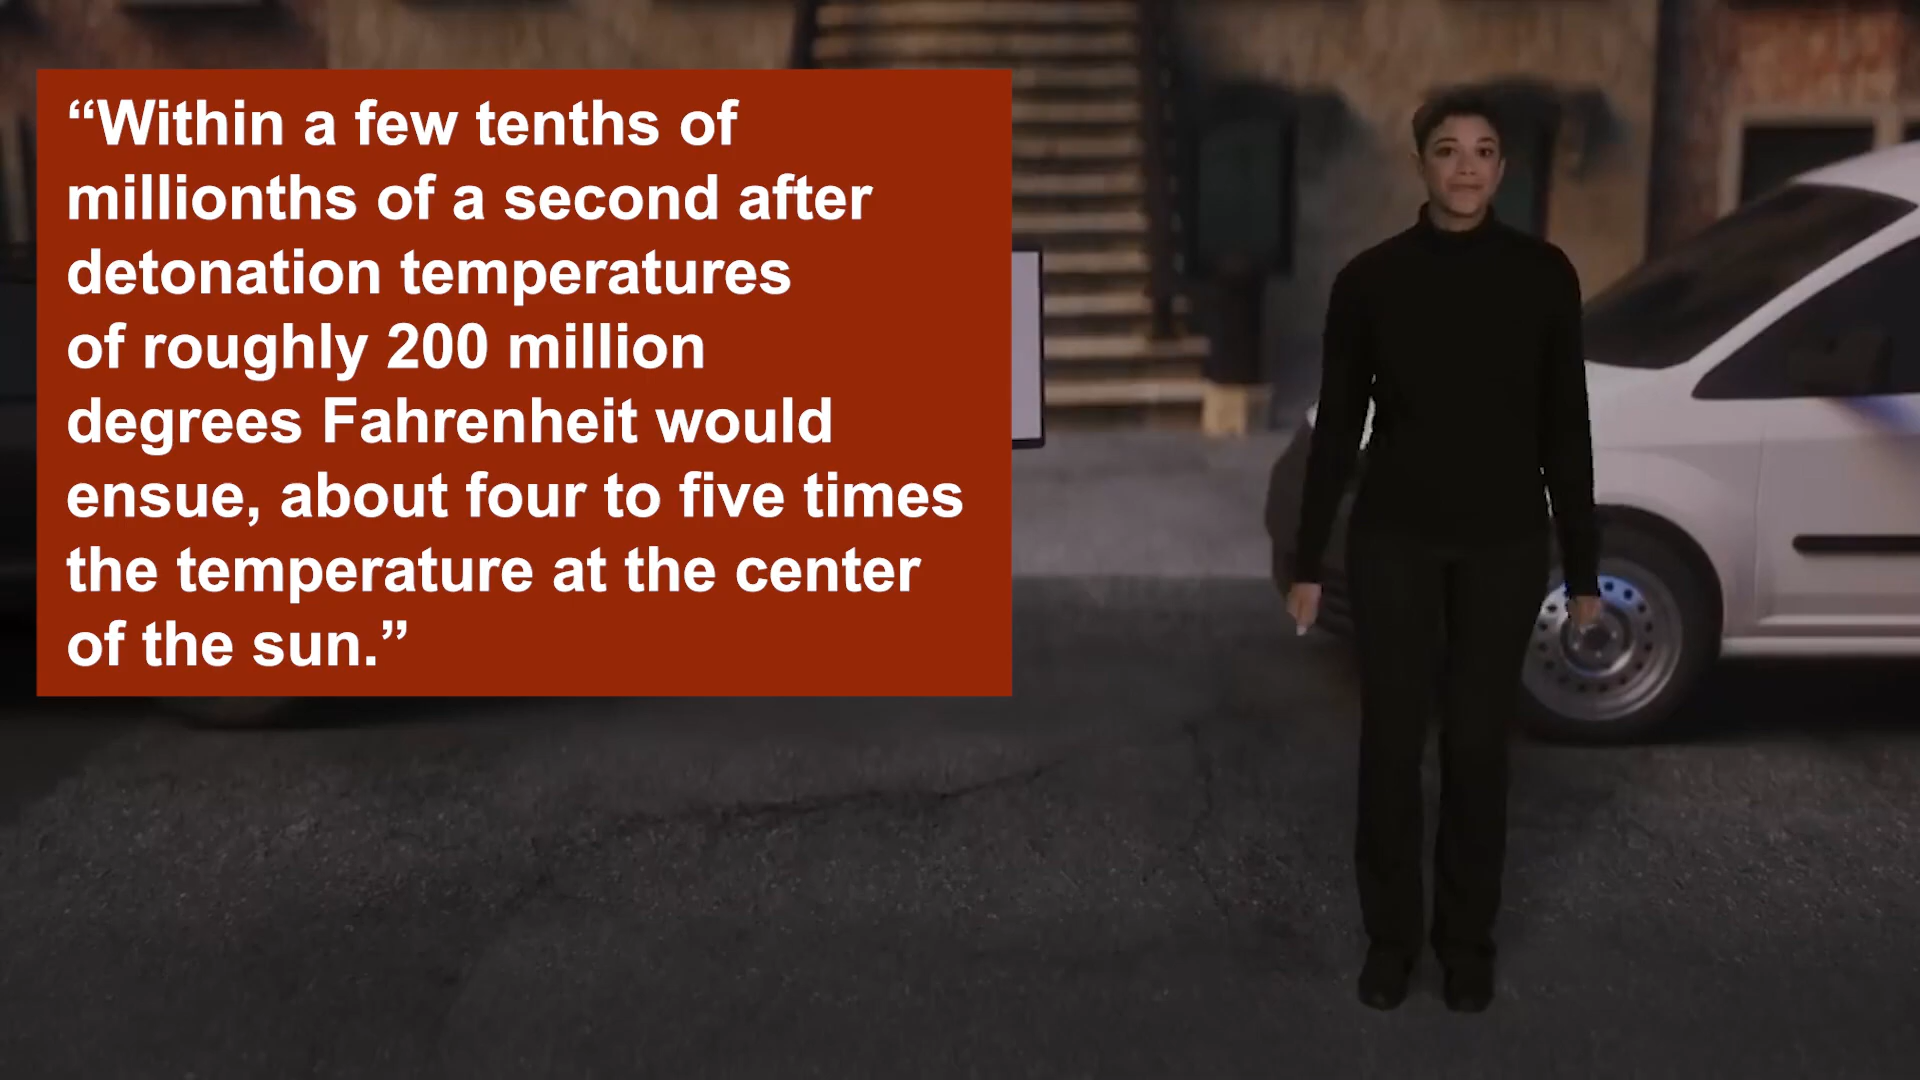 “Within a few tenths of
millionths of a second after
detonation temperatures
of roughly 200 million
degrees Fahrenheit would
ensue, about four to five times
the temperature at the center
of the sun.”